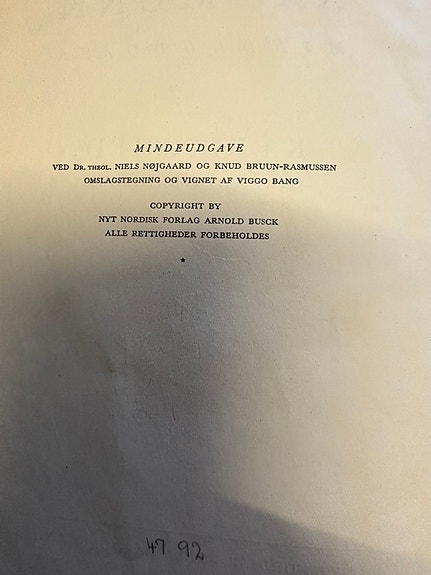 MINDEUDGAVE
VED DR. THEOL. NIELS NØJGAARD OG KNUD BRUUN-RASMUSSEN
OMSLAGSTEGNING OG VIGNET AF VIGGO BANG
COPYRIGHT BY
NYT NORDISK FORLAG ARNOLD BUSCK
ALLE RETTIGHEDER FORBEHOLDES
*
47 92